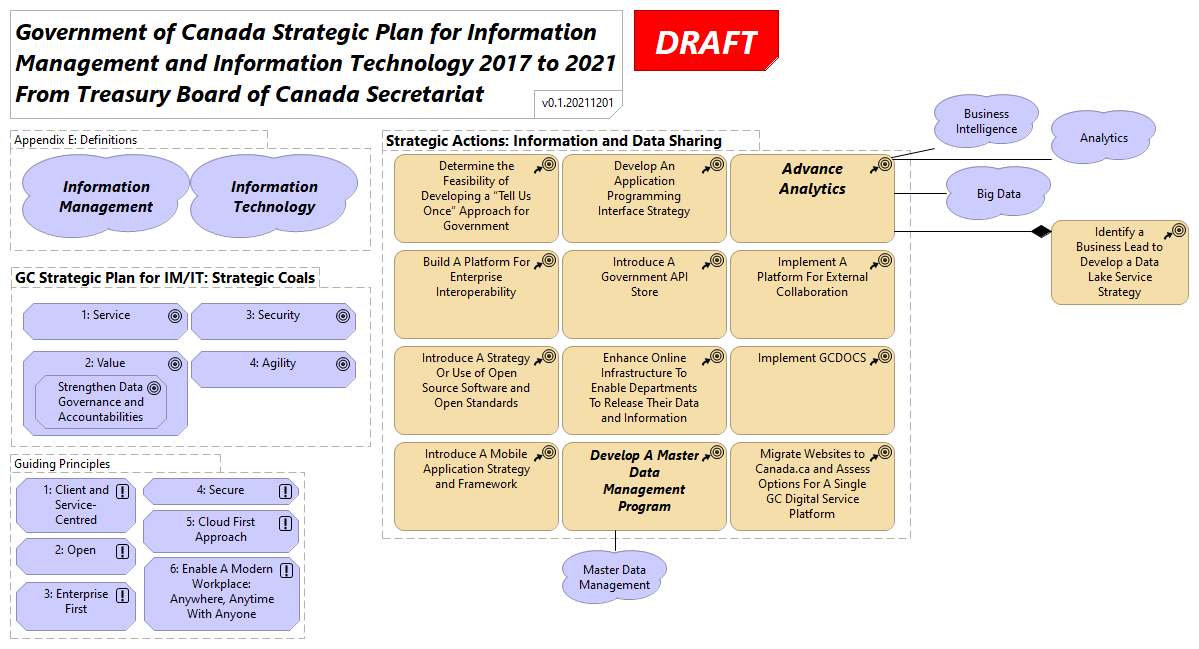 Government of Canada Strategic Plan for Information
Management and Information Technology 2017 to 2021
From Treasury Board of Canada Secretariat
v0.1.20211201
DRAFT
Appendix E: Definitions
Information
Management
Information
Technology
GC Strategic Plan for IM/IT: Strategic Coals
1: Service
3: Security
2: Value
Strengthen Data
Governance and
Accountabilities
4: Agility
Guiding Principles
1: Client and
Service-
Centred
2: Open
3: Enterprise
First
4: Secure
5: Cloud First
Approach
6: Enable A Modern
Workplace:
Anywhere, Anytime
With Anyone
Strategic Actions: Information and Data Sharing
Determine the
Feasibility of
Developing a “Tell Us
Once” Approach for
Government
Develop An
Application
Programming
Interface Strategy
Advance
Analytics
Build A Platform For
Enterprise
Interoperability
Introduce A
Government API
Store
Implement A
Platform For External
Collaboration
Introduce A Strategy
Or Use of Open
Source Software and
Open Standards
Enhance Online
Infrastructure To
Enable Departments
To Release Their Data
and Information
Implement GCDOCS
Introduce A Mobile
Application Strategy
and Framework
Develop A Master
Data
Management
Program
Migrate Websites to
Canada.ca and Assess
Options For A Single
GC Digital Service
Platform
Master Data
Management
Business
Intelligence
Analytics
Big Data
Identify a
Business Lead to
Develop a Data
Lake Service
Strategy